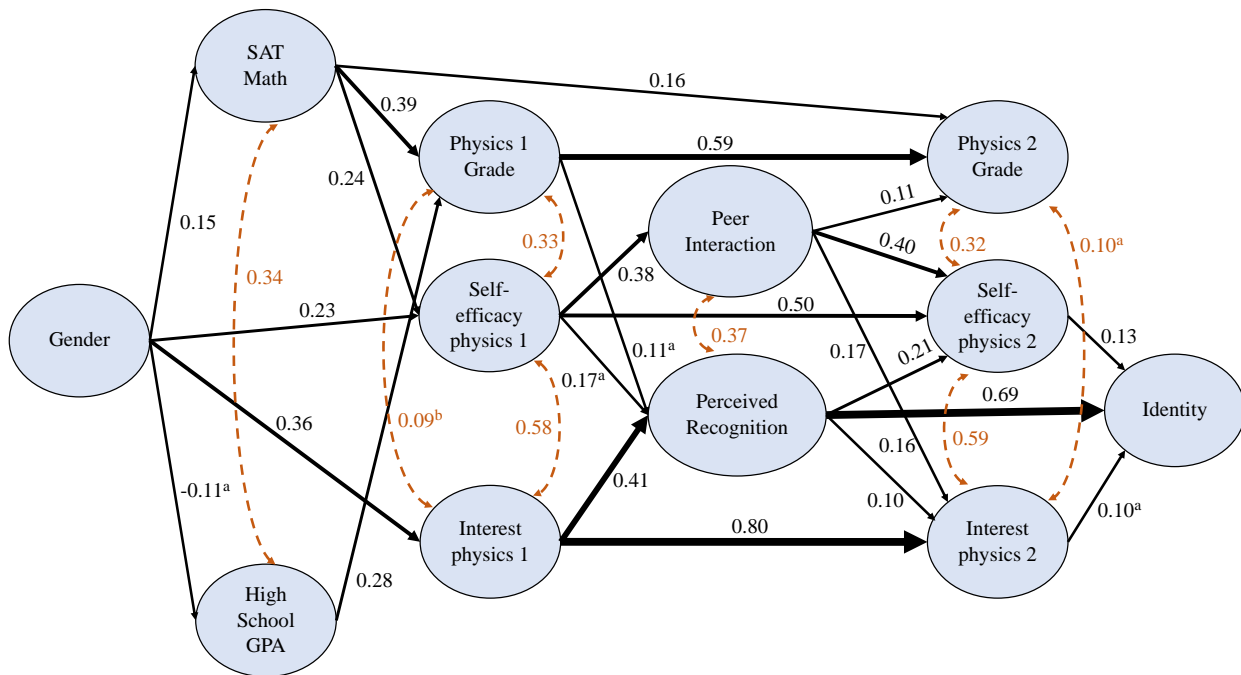 SAT
Math
0.16
0.39
Physics 1
Grade
0.59
Physics 2
Grade
0.24
0.15
Peer
Interaction
0.11
0.40
0.33
0.32
0.10ᵃ
0.34
0.38
Self-
efficacy
physics 1
Self-
efficacy
physics 2
0.23
0.50
Gender
0.37
0.11ᵃ
0.17
0.21
0.13
0.17ᵃ
Perceived
Recognition
0.69
Identity
0.36
0.09ᵇ
0.58
0.16
0.59
0.41
0.10
-0.11ᵃ
0.10ᵃ
Interest
physics 1
0.80
Interest
physics 2
0.28
High
School
GPA